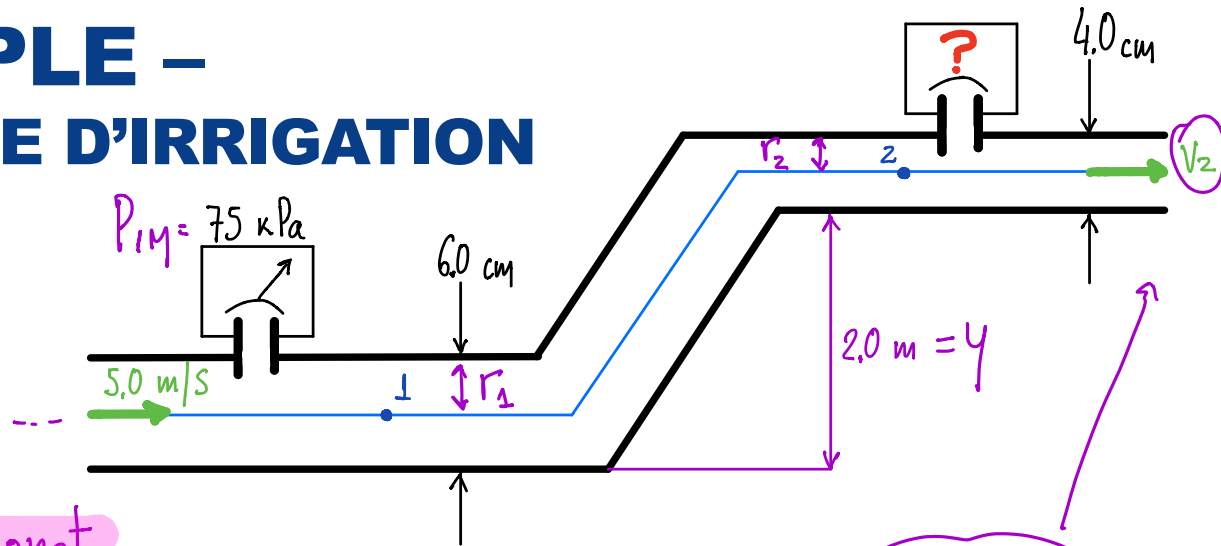 PLE –
E D'IRRIGATION
?
4.0 cm
r₂
2
V₂
P₁M = 75 kPa
6.0 cm
2.0 m = y
5.0 m/s
1
r₁